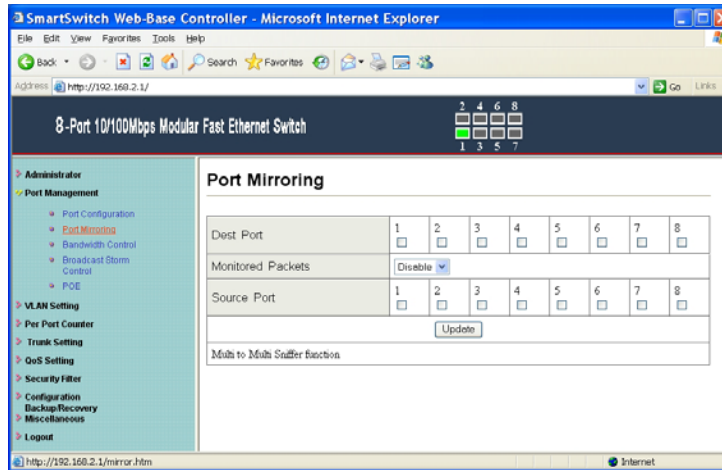 SmartSwitch Web-Base Controller - Microsoft Internet Explorer
File Edit View Favorites Tools Help
Back Search Favorites
Address http://192.168.2.1/ Go Links
8-Port 10/100Mbps Modular Fast Ethernet Switch
2 4 6 8
1 3 5 7
Administrator
Port Management
Port Configuration
Port Mirroring
Bandwidth Control
Broadcast Storm
Control
POE
VLAN Setting
Per Port Counter
Trunk Setting
QoS Setting
Security Filter
Configuration
Backup/Recovery
Miscellaneous
Logout
Port Mirroring
Dest Port 1 2 3 4 5 6 7 8
Monitored Packets Disable
Source Port 1 2 3 4 5 6 7 8
Update
Multi to Multi Sniffer function
http://192.168.2.1/mirror.htm Internet